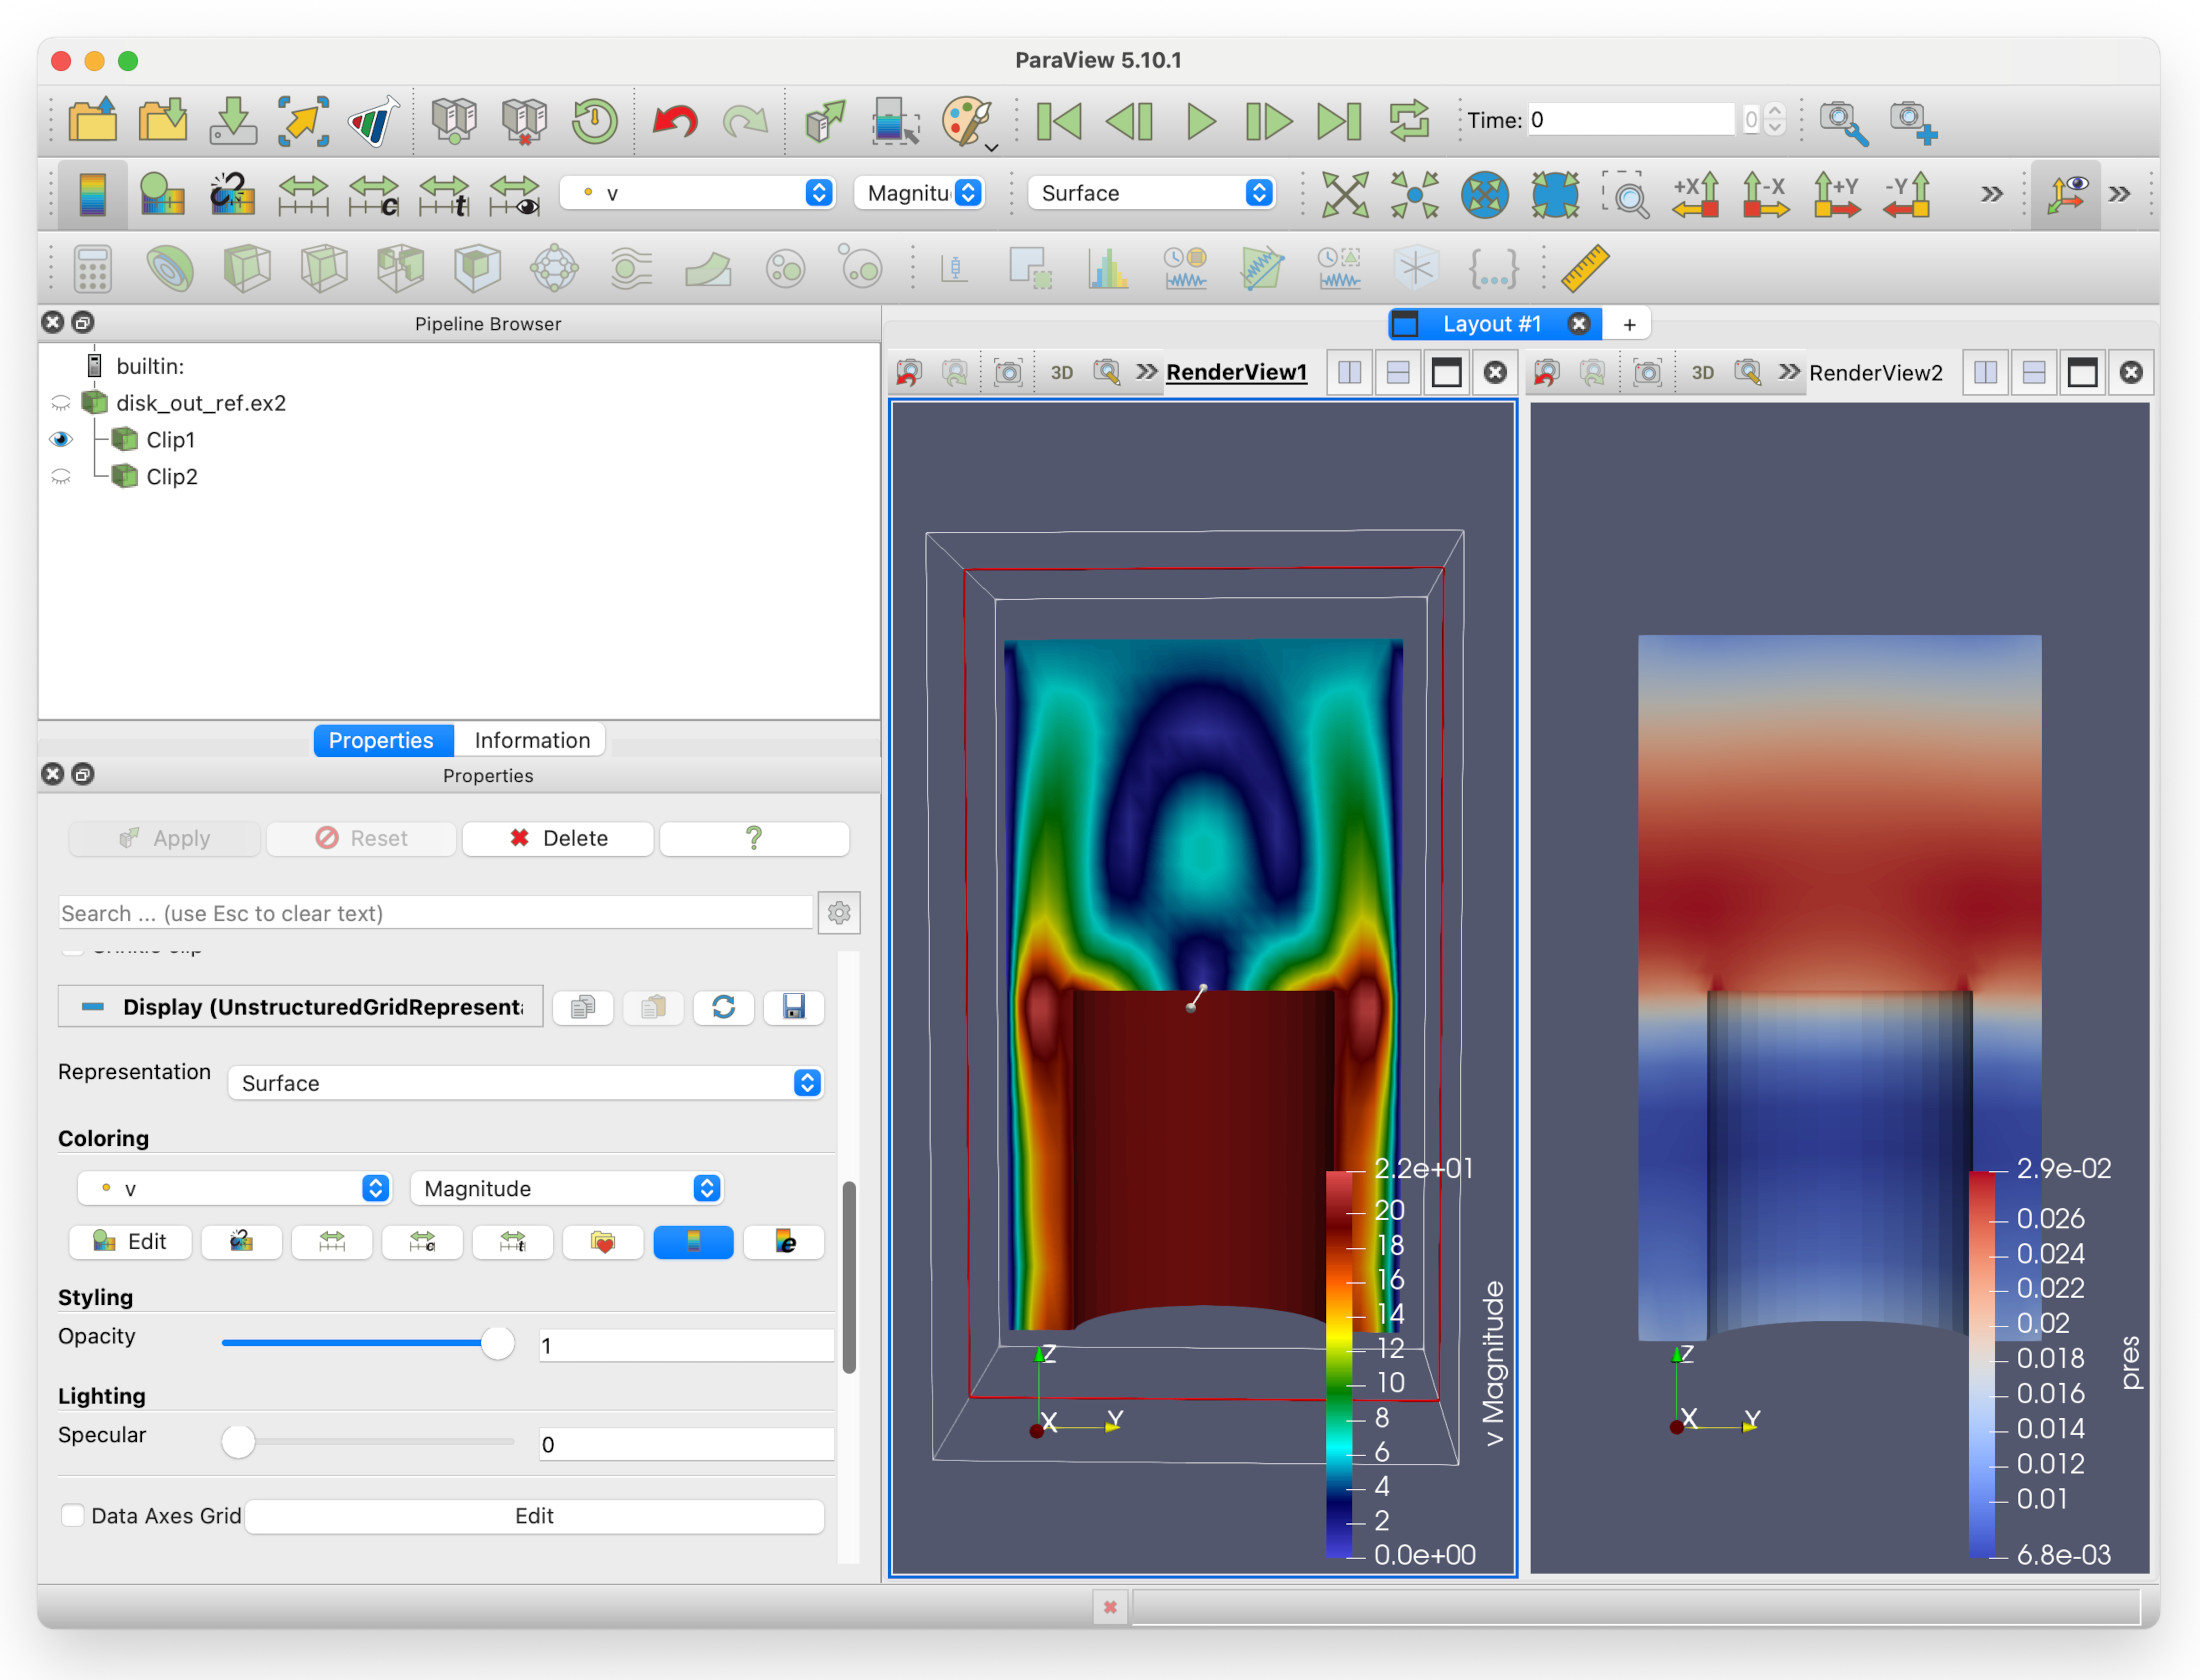 ParaView 5.10.1
Time: 0
0
v
Magnitu
Surface
+X
-X
+Y
-Y
Pipeline Browser
builtin:
disk_out_ref.ex2
Clip1
Clip2
Properties
Information
Properties
Apply
Reset
Delete
?
Search ... (use Esc to clear text)
Display (UnstructuredGridRepresent
Representation
Surface
Coloring
v
Magnitude
Edit
c
t
e
Styling
Opacity
1
Lighting
Specular
0
Data Axes Grid
Edit
Layout #1
+
3D
RenderView1
3D
RenderView2
2.2e+01
20
18
16
14
12
10
8
6
4
2
0.0e+00
v Magnitude
Z
X
Y
2.9e-02
0.026
0.024
0.022
0.02
0.018
0.016
0.014
0.012
0.01
6.8e-03
pres
Z
X
Y